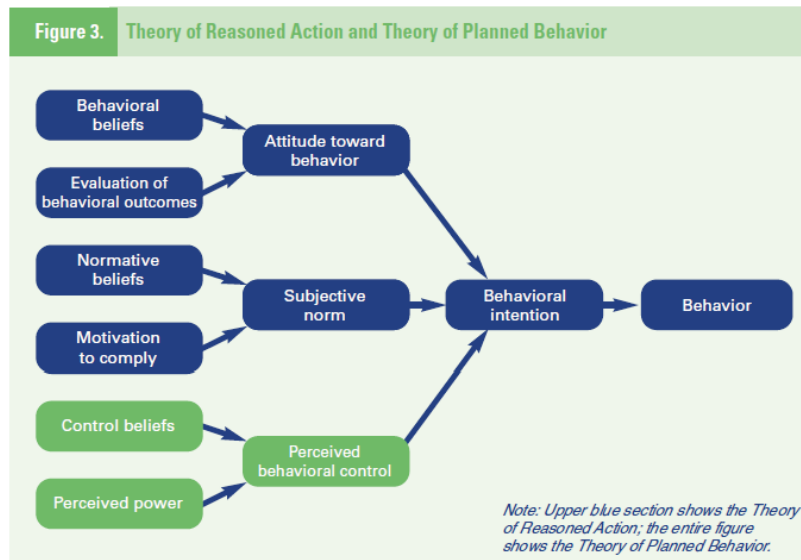 Figure 3.
Theory of Reasoned Action and Theory of Planned Behavior
Behavioral
beliefs
Evaluation of
behavioral outcomes
Attitude toward
behavior
Normative
beliefs
Motivation
to comply
Subjective
norm
Behavioral
intention
Behavior
Control beliefs
Perceived power
Perceived
behavioral control
Note: Upper blue section shows the Theory
of Reasoned Action; the entire figure
shows the Theory of Planned Behavior.